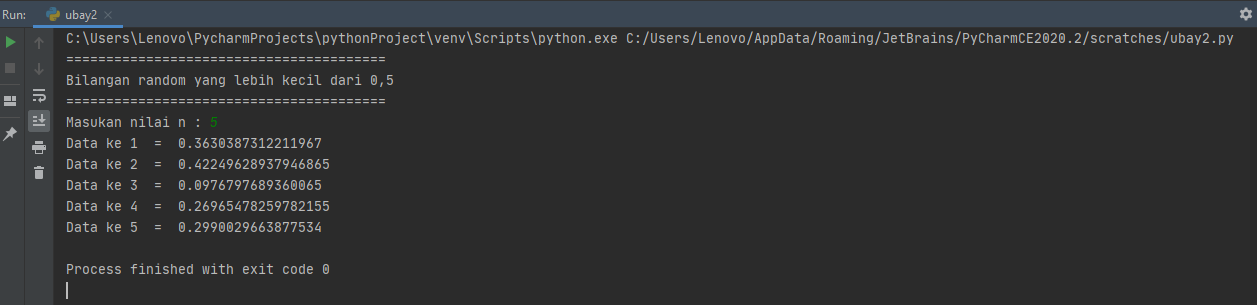 Run: ubay2
C:\Users\Lenovo\PycharmProjects\pythonProject\venv\Scripts\python.exe C:/Users/Lenovo/AppData/Roaming/JetBrains/PyCharmCE2020.2/scratches/ubay2.py
========================================
Bilangan random yang lebih kecil dari 0,5
========================================
Masukan nilai n : 5
Data ke 1  =  0.3630387312211967
Data ke 2  =  0.42249628937946865
Data ke 3  =  0.0976797689360065
Data ke 4  =  0.26965478259782155
Data ke 5  =  0.2990029663877534
Process finished with exit code 0